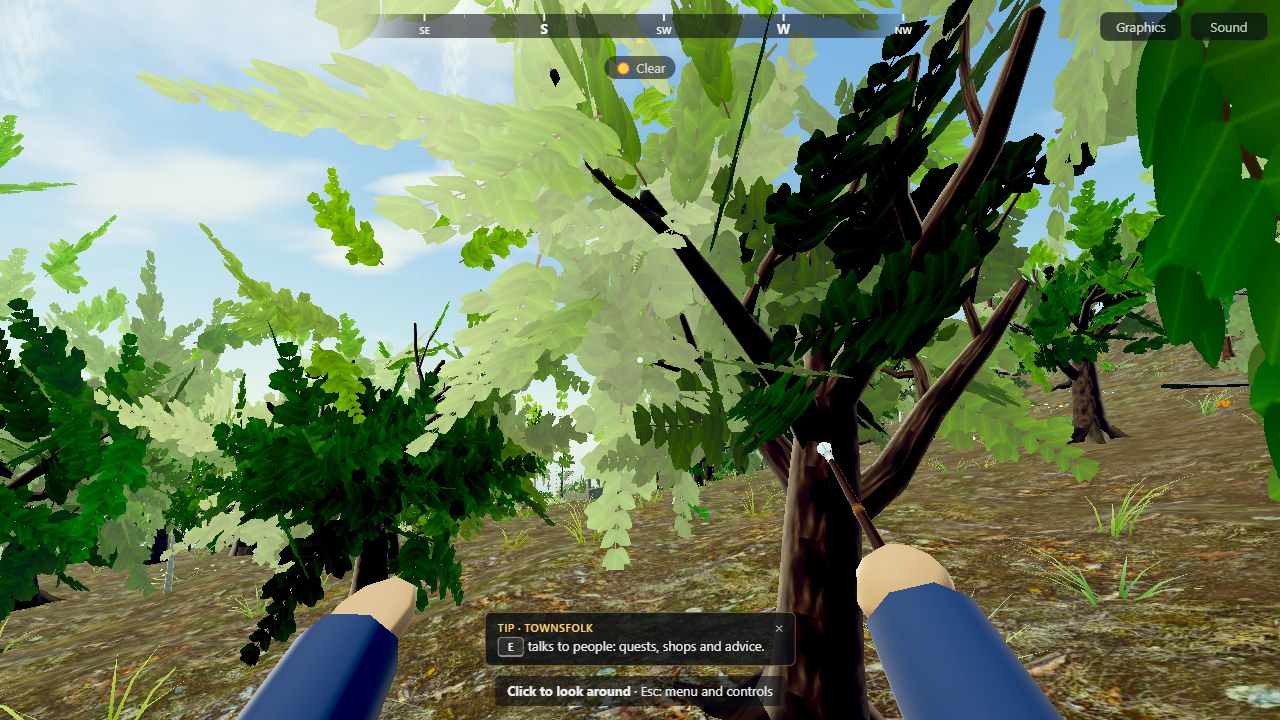 SE S SW W NW
Graphics Sound
Clear
TIP · TOWNSFOLK ×
E talks to people: quests, shops and advice.
Click to look around · Esc: menu and controls